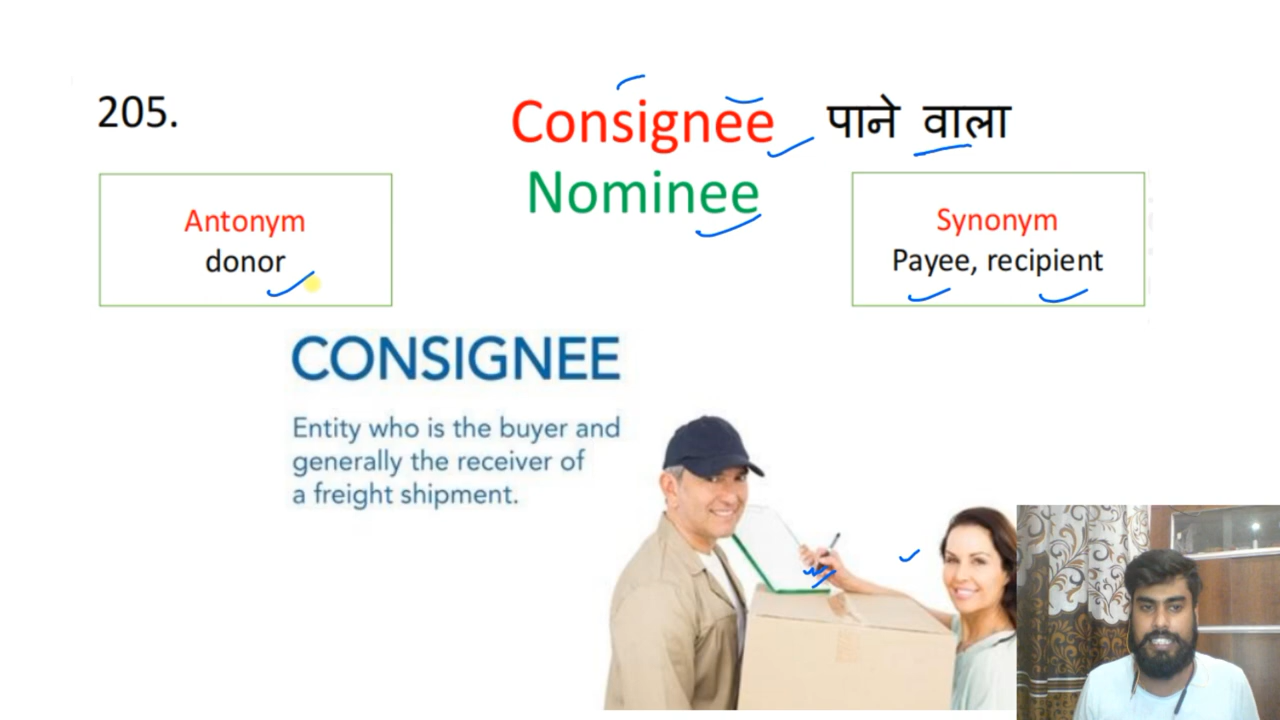 205.
Consignee पाने वाला
Nominee
Antonym
donor
Synonym
Payee, recipient
CONSIGNEE
Entity who is the buyer and
generally the receiver of
a freight shipment.